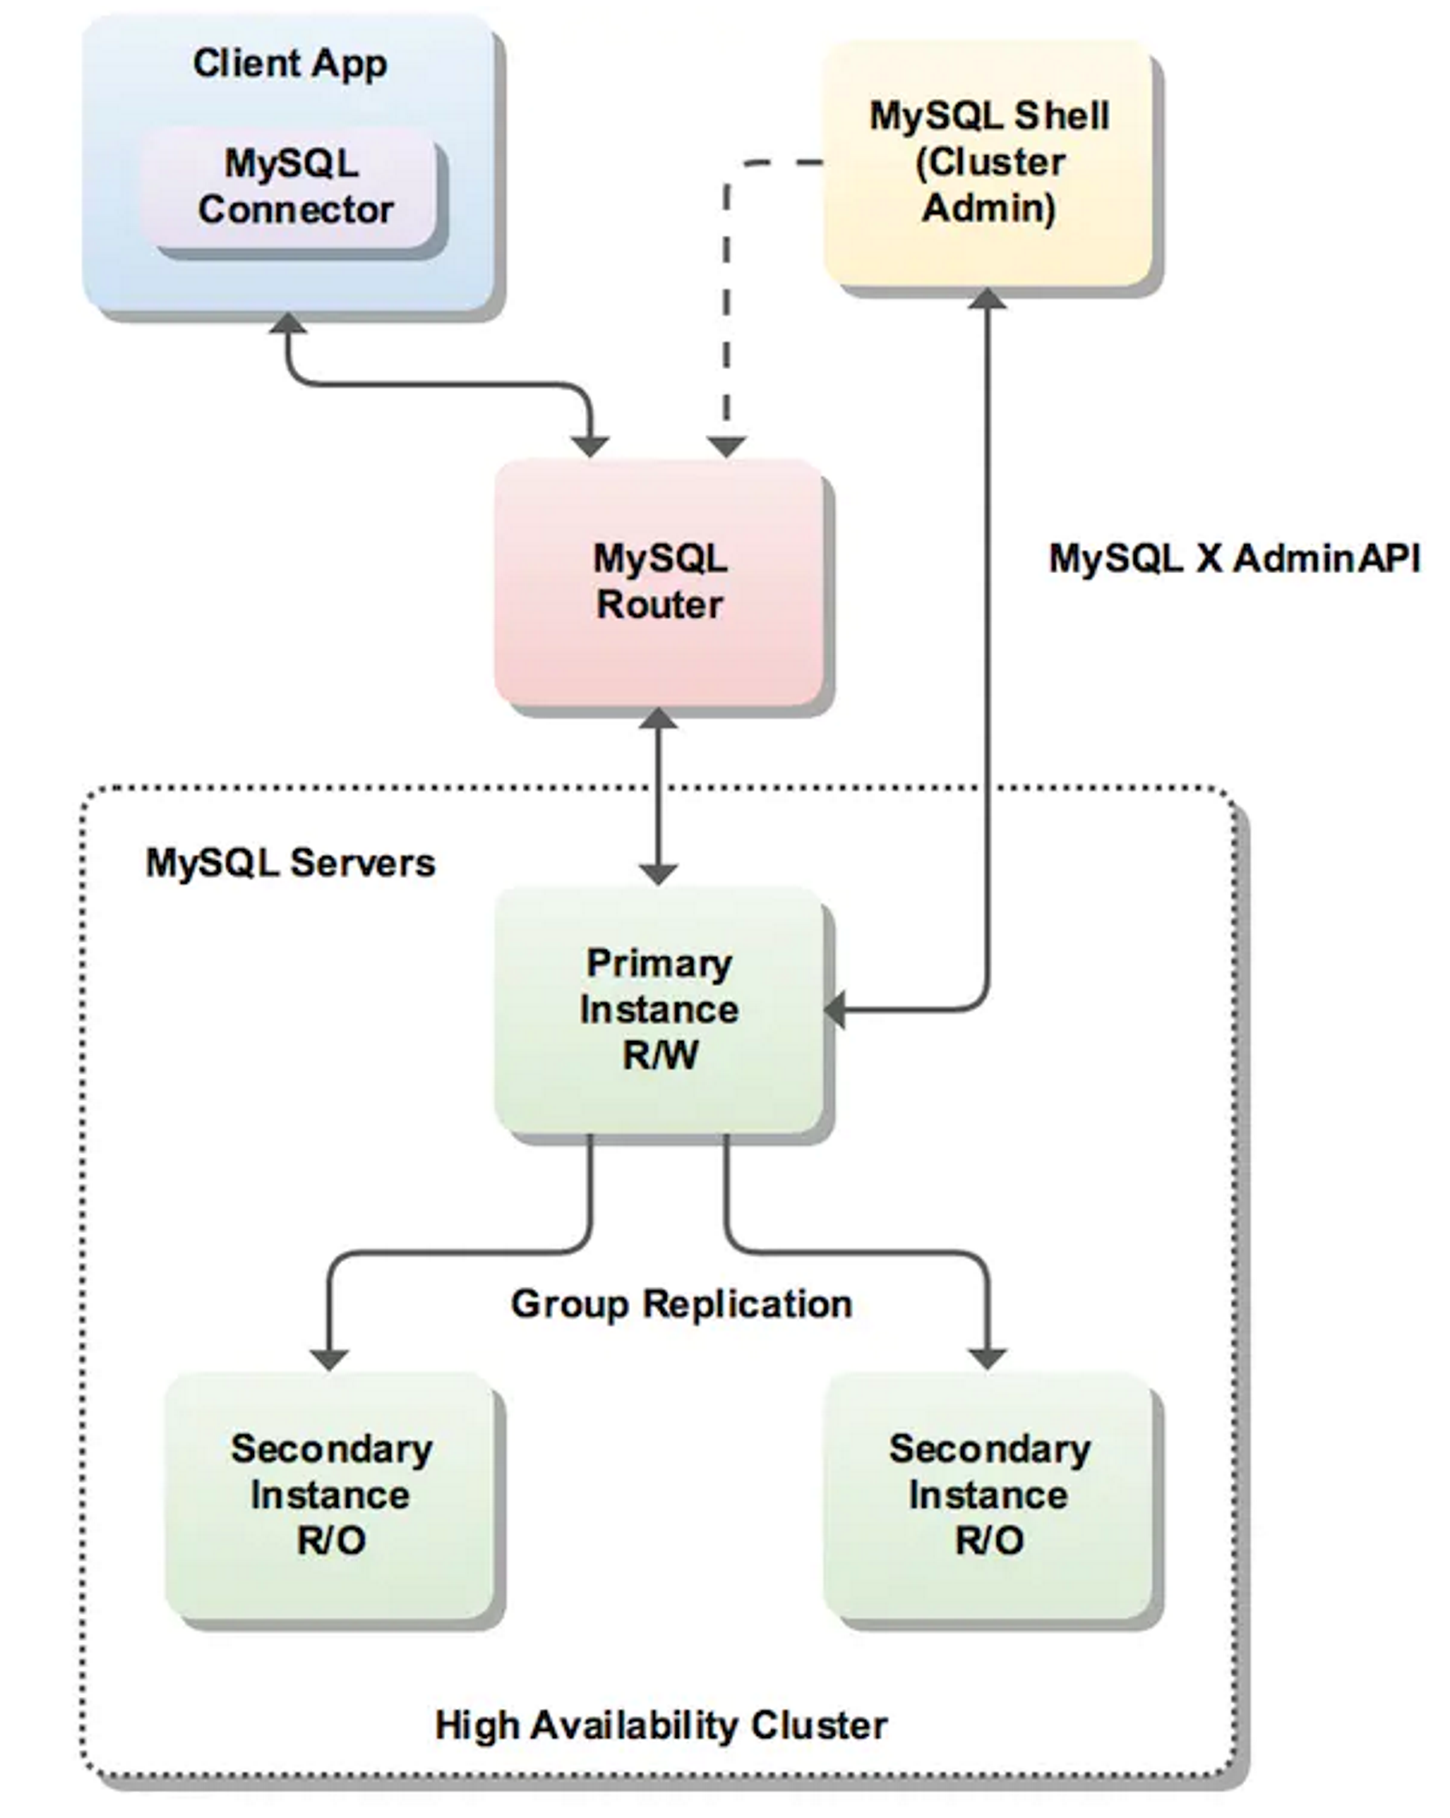 Client App
MySQL
Connector
MySQL Shell
(Cluster
Admin)
MySQL
Router
MySQL X AdminAPI
MySQL Servers
Primary
Instance
R/W
Group Replication
Secondary
Instance
R/O
Secondary
Instance
R/O
High Availability Cluster